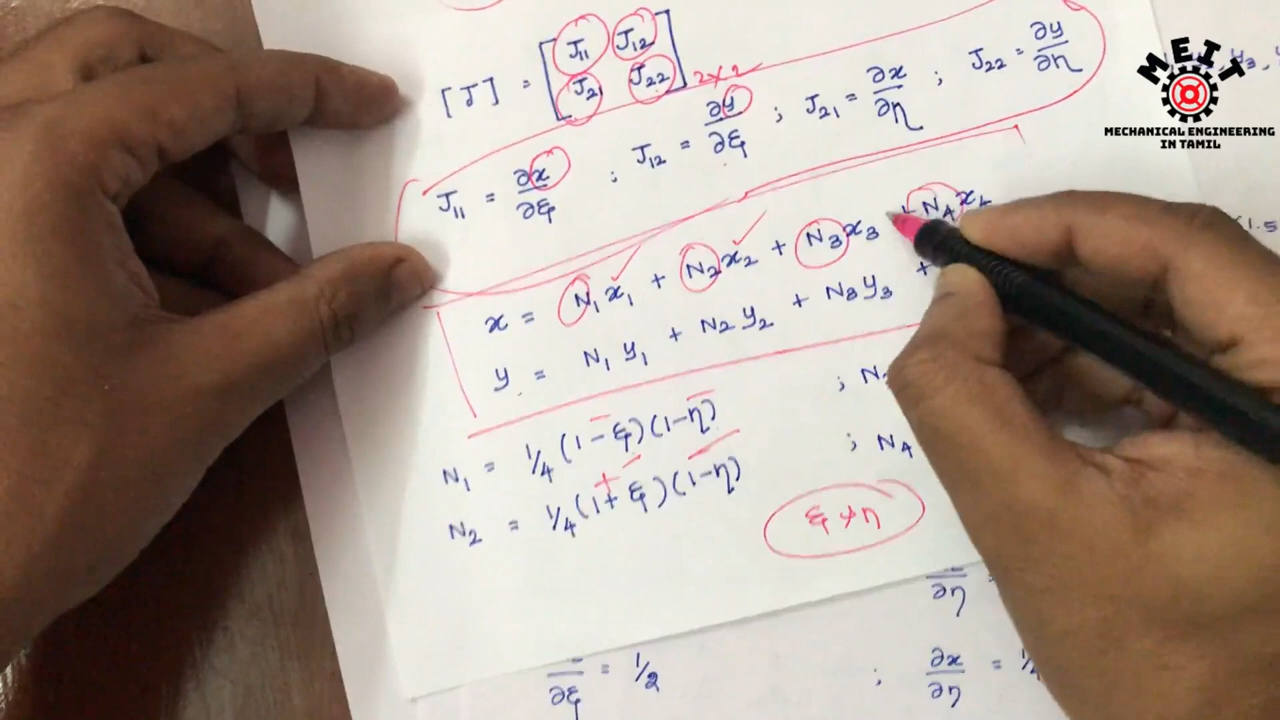 [J] = [J11 J12
J21 J22] 2×2
J11 = ∂x/∂ξ ; J12 = ∂y/∂ξ ; J21 = ∂x/∂η ; J22 = ∂y/∂η
x = N1x1 + N2x2 + N3x3 + N4x4
y = N1y1 + N2y2 + N3y3 +
N1 = 1/4 (1-ξ)(1-η) ;
N2 = 1/4 (1+ξ)(1-η) ; N4
ξ & η
∂η
∂ξ = 1/2 ; ∂x/∂η =
MEIT
MECHANICAL ENGINEERING
IN TAMIL